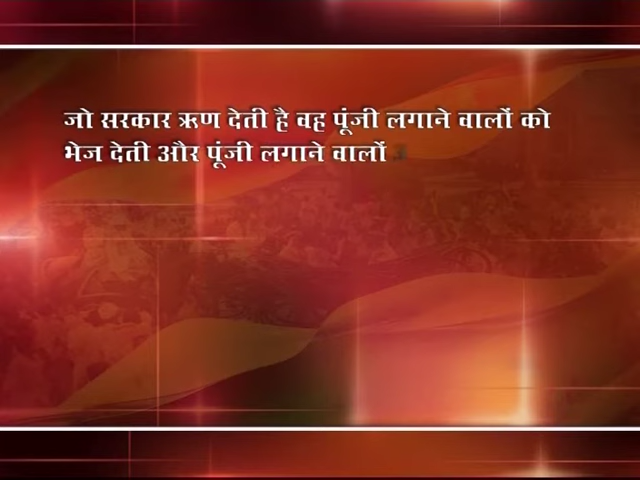 जो सरकार ऋण देती है वह पूंजी लगाने वालों को
भेज देती और पूंजी लगाने वालों